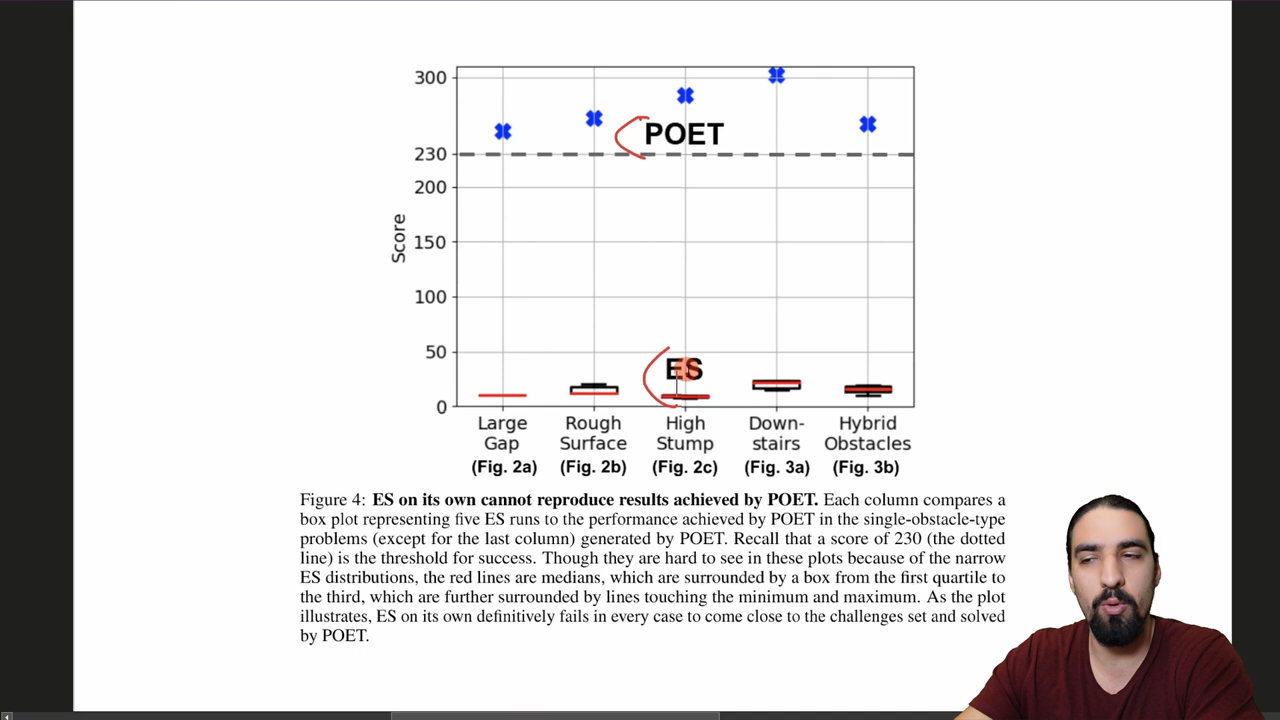 300
POET
230
200
Score
150
100
50
ES
0
Large Gap
Rough Surface
High Stump
Down-stairs
Hybrid Obstacles
(Fig. 2a) (Fig. 2b) (Fig. 2c) (Fig. 3a) (Fig. 3b)
Figure 4: ES on its own cannot reproduce results achieved by POET. Each column compares a
box plot representing five ES runs to the performance achieved by POET in the single-obstacle-type
problems (except for the last column) generated by POET. Recall that a score of 230 (the dotted
line) is the threshold for success. Though they are hard to see in these plots because of the narrow
ES distributions, the red lines are medians, which are surrounded by a box from the first quartile to
the third, which are further surrounded by lines touching the minimum and maximum. As the plot
illustrates, ES on its own definitively fails in every case to come close to the challenges set and solved
by POET.